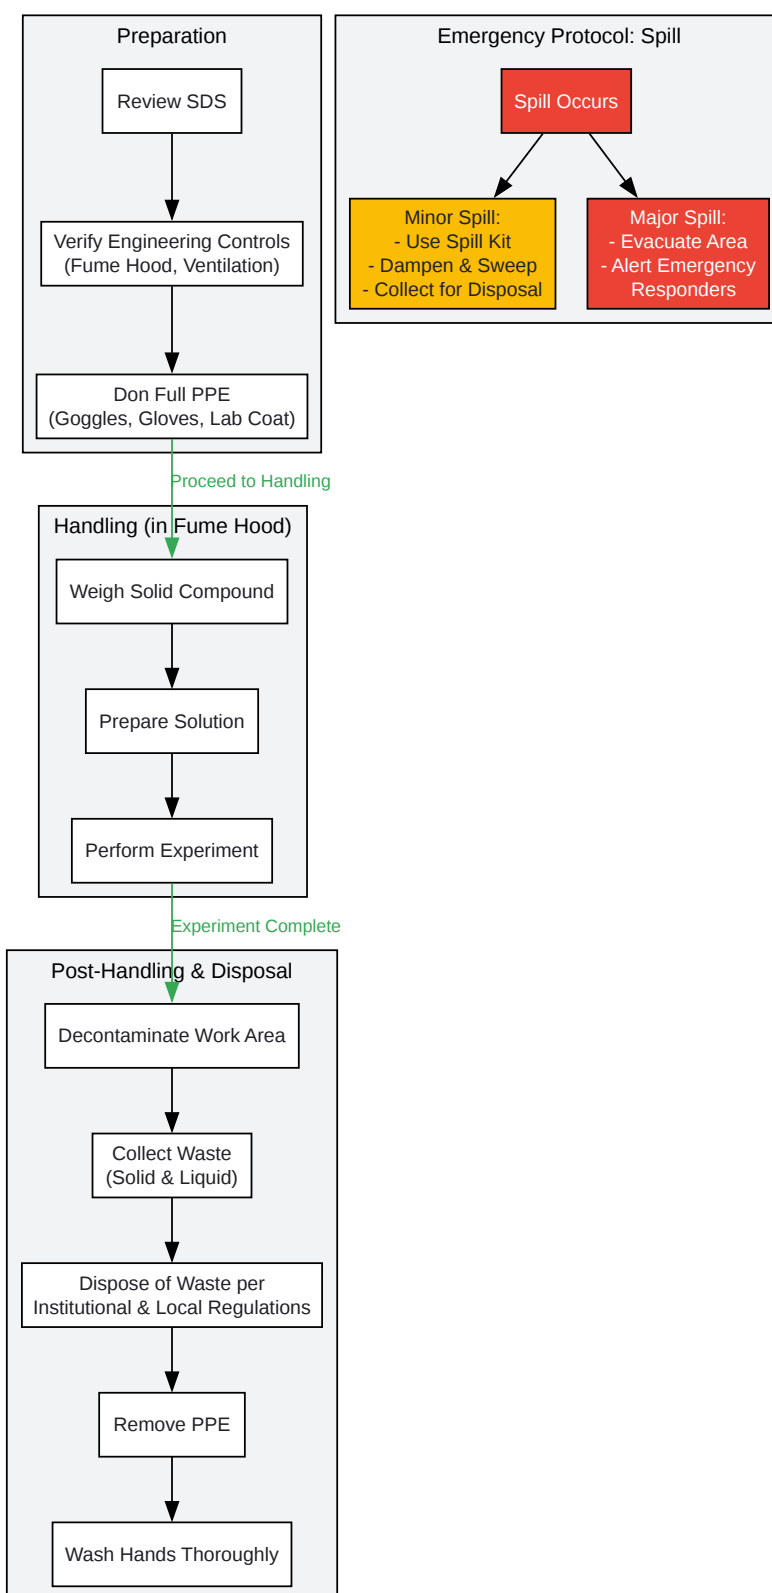 Preparation
Review SDS
Verify Engineering Controls
(Fume Hood, Ventilation)
Don Full PPE
(Goggles, Gloves, Lab Coat)
Proceed to Handling
Handling (in Fume Hood)
Weigh Solid Compound
Prepare Solution
Perform Experiment
Experiment Complete
Post-Handling & Disposal
Decontaminate Work Area
Collect Waste
(Solid & Liquid)
Dispose of Waste per
Institutional & Local Regulations
Remove PPE
Wash Hands Thoroughly
Emergency Protocol: Spill
Spill Occurs
Minor Spill:
- Use Spill Kit
- Dampen & Sweep
- Collect for Disposal
Major Spill:
- Evacuate Area
- Alert Emergency
Responders